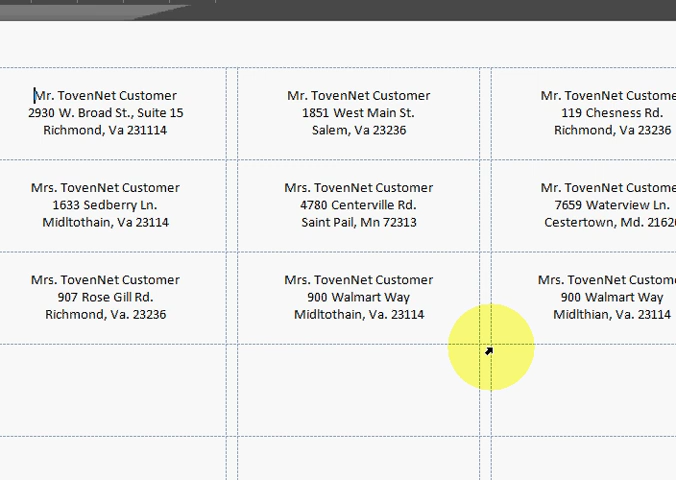 Mr. TovenNet Customer
2930 W. Broad St., Suite 15
Richmond, Va 231114
Mr. TovenNet Customer
1851 West Main St.
Salem, Va 23236
Mr. TovenNet Custome
119 Chesness Rd.
Richmond, Va 23236
Mrs. TovenNet Customer
1633 Sedberry Ln.
Midltothain, Va 23114
Mrs. TovenNet Customer
4780 Centerville Rd.
Saint Pail, Mn 72313
Mr. TovenNet Custome
7659 Waterview Ln.
Cestertown, Md. 21620
Mrs. TovenNet Customer
907 Rose Gill Rd.
Richmond, Va. 23236
Mrs. TovenNet Customer
900 Walmart Way
Midltothain, Va. 23114
Mrs. TovenNet Custome
900 Walmart Way
Midlthian, Va. 23114